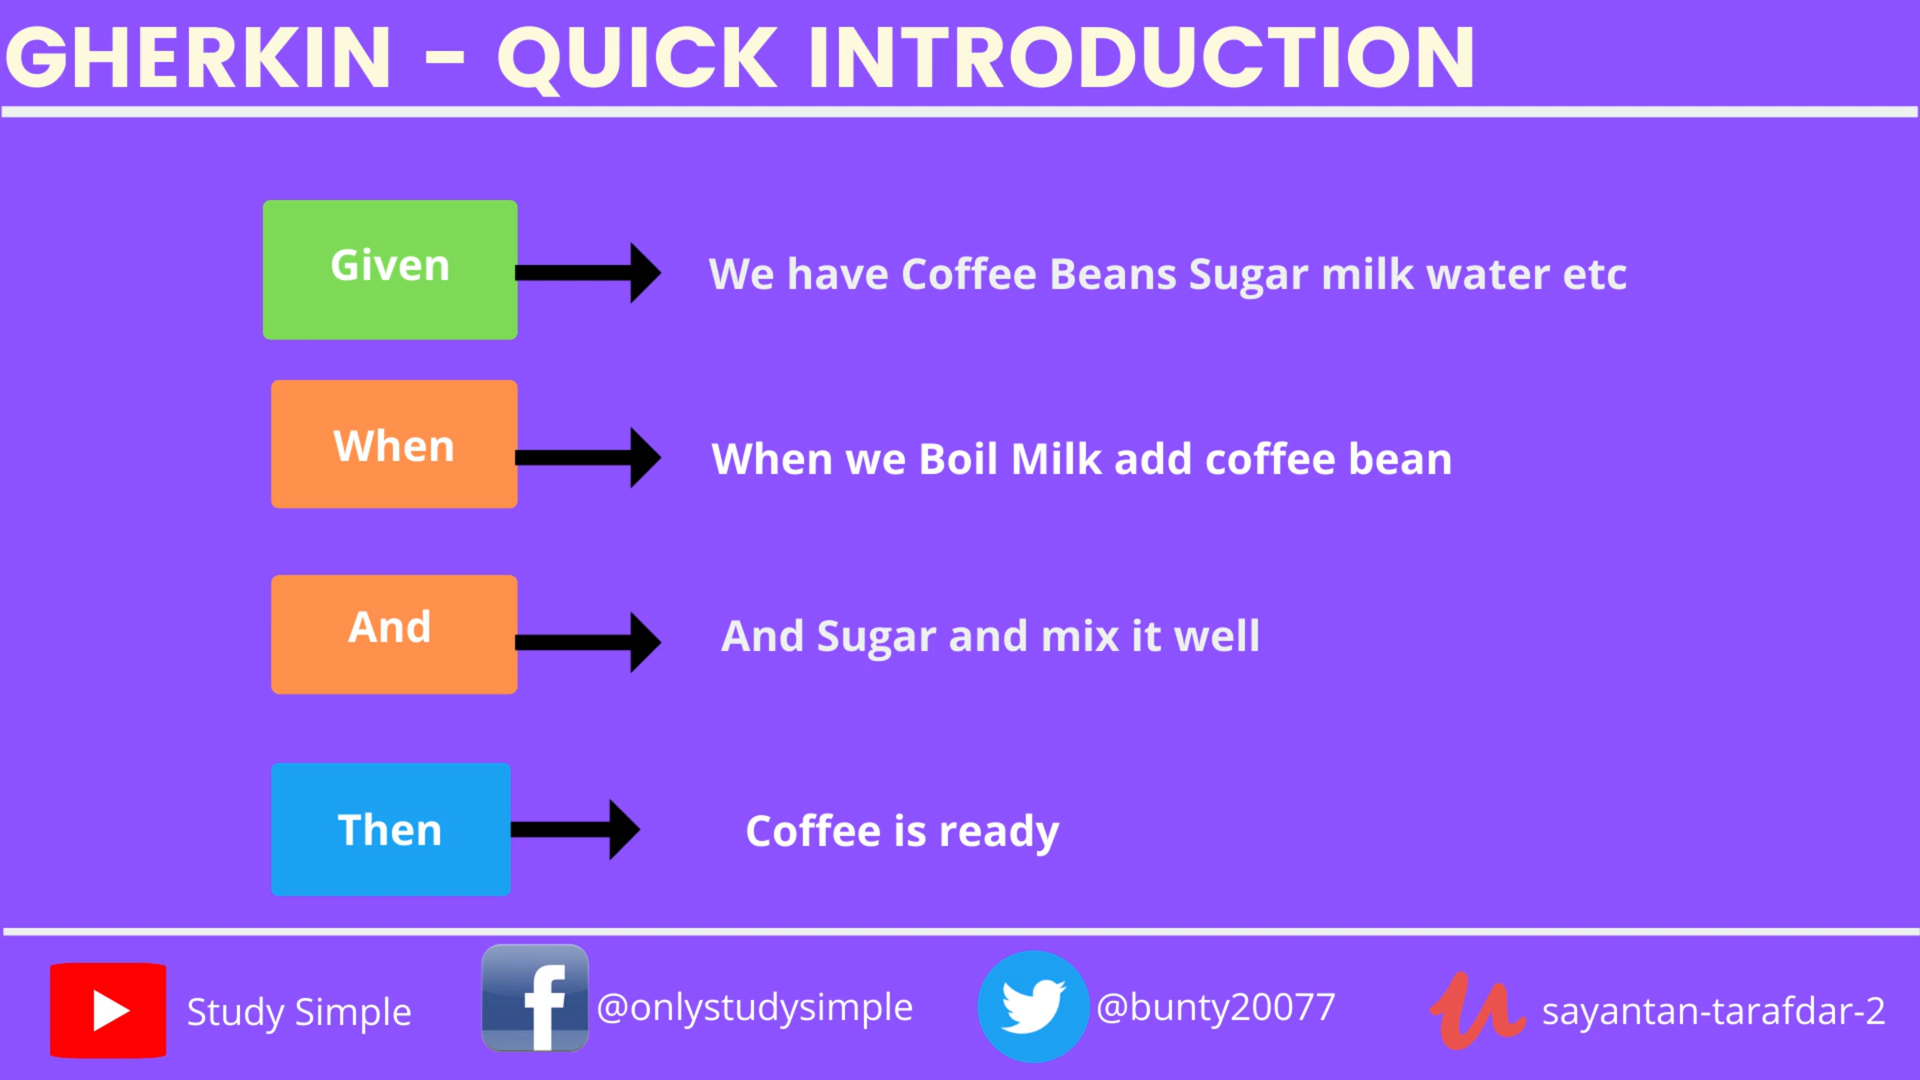 GHERKIN - QUICK INTRODUCTION
Given
We have Coffee Beans Sugar milk water etc
When
When we Boil Milk add coffee bean
And
And Sugar and mix it well
Then
Coffee is ready
Study Simple
@onlystudysimple
@bunty20077
sayantan-tarafdar-2